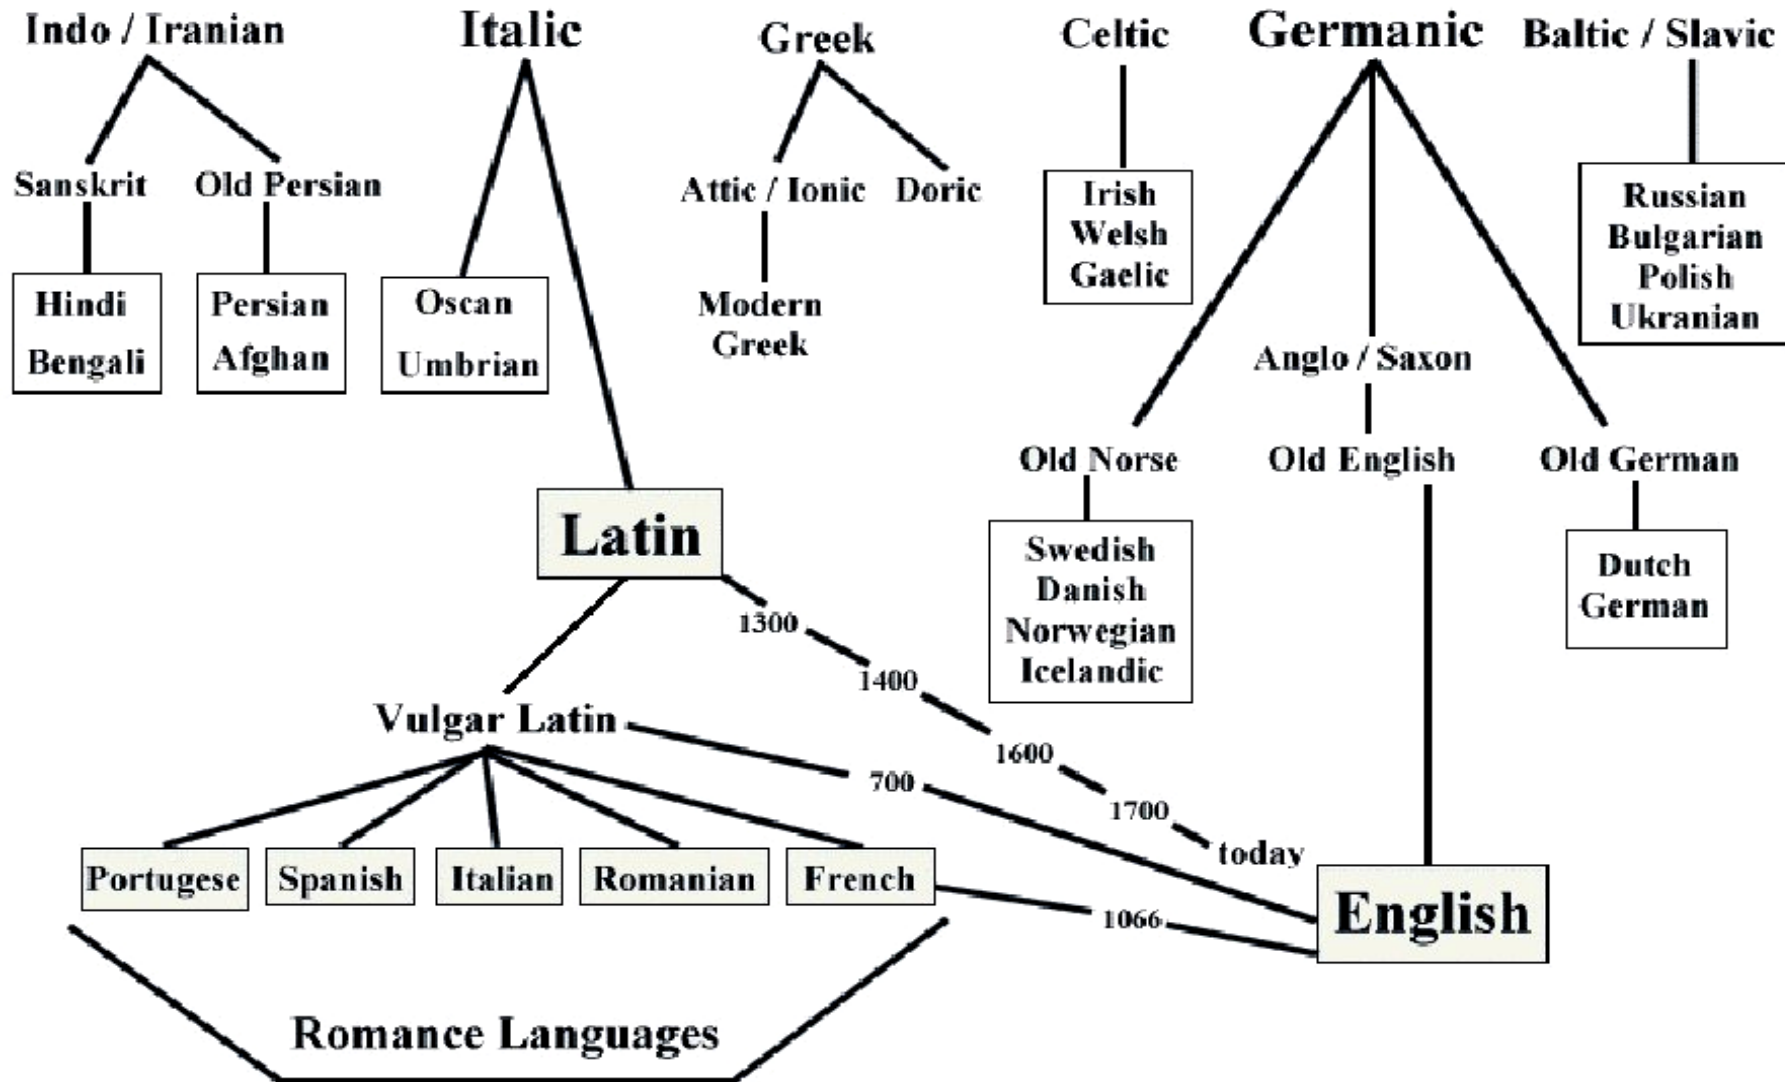 Indo / Iranian
Italic
Greek
Celtic
Germanic
Baltic / Slavic
Sanskrit
Old Persian
Attic / Ionic
Doric
Irish
Welsh
Gaelic
Russian
Bulgarian
Polish
Ukranian
Hindi
Bengali
Persian
Afghan
Oscan
Umbrian
Modern
Greek
Anglo / Saxon
Old Norse
Old English
Old German
Latin
Swedish
Danish
Norwegian
Icelandic
Dutch
German
1300
1400
1600
1700
today
Vulgar Latin
700
Portugese
Spanish
Italian
Romanian
French
1066
English
Romance Languages